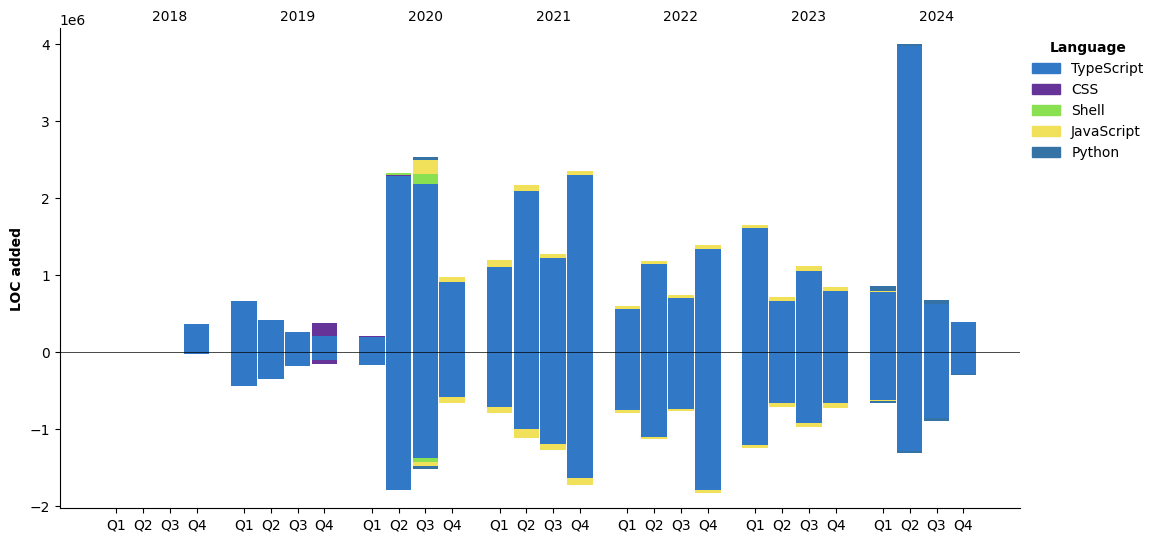 2018 2019 2020 2021 2022 2023 2024
1e6
Language
TypeScript
CSS
Shell
JavaScript
Python
LOC added
4
3
2
1
0
−1
−2
Q1 Q2 Q3 Q4 Q1 Q2 Q3 Q4 Q1 Q2 Q3 Q4 Q1 Q2 Q3 Q4 Q1 Q2 Q3 Q4 Q1 Q2 Q3 Q4 Q1 Q2 Q3 Q4